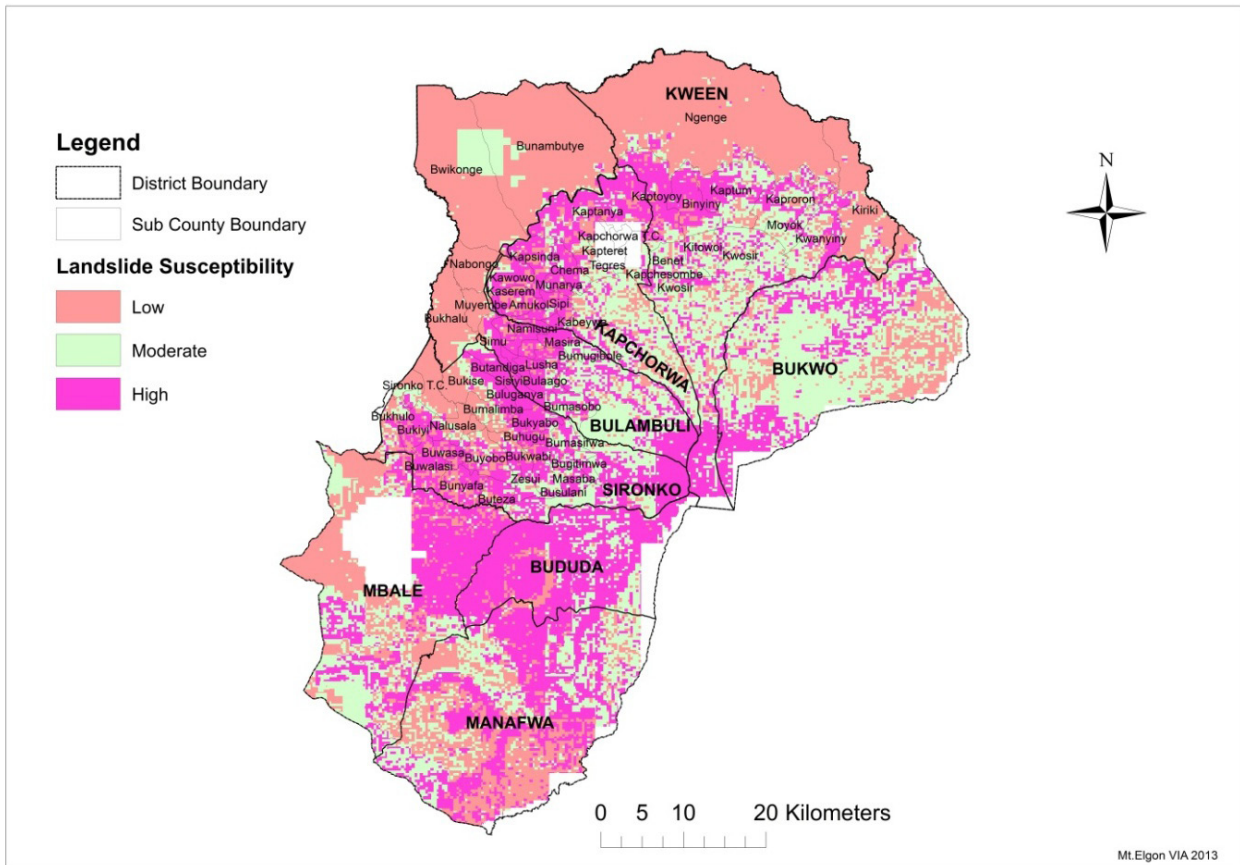 KWEEN
Ngenge
Legend
District Boundary
Sub County Boundary
Landslide Susceptibility
Low
Moderate
High
N
Bunambutye
Bwikonge
Kaptoyoy
Kaptum
Binyiny
Kaproron
Kiriki
Kaptanya
Moyok
Kwanyiny
Kapchorwa T.C.
Kitowoi
Kapteret
Kwosir
Benet
Tegres
Kapsinda
Nabongo
Chema
Kapchesombe
Kawowo
Munarya
Kwosir
Kaserem
Muyembe
Amukol
Sipi
Bukhalu
Kabeywa
Namisuni
KAPCHORWA
Simu
Masira
Bumugibole
Butandiga
Lusha
BUKWO
Sironko T.C.
Bukise
Sisiyi
Bulaago
Buluganya
Bumalimba
Bumasobo
Bukhulo
Bukiyi
Nalusala
Bukyabo
BULAMBULI
Buhugu
Bumasifwa
Buwasa
Buyobo
Bukwabi
Buwalasi
Bugitimwa
Bunyafa
Zesui
Masaba
SIRONKO
Buteza
Busulani
BUDUDA
MBALE
MANAFWA
0 5 10 20 Kilometers
Mt.Elgon VIA 2013